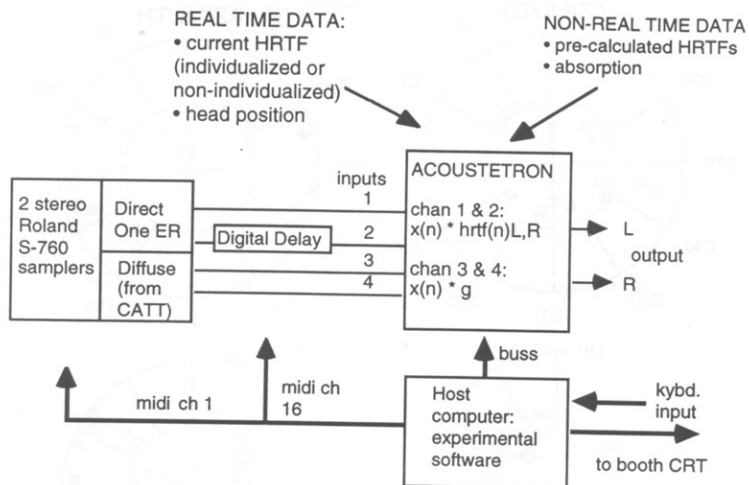 REAL TIME DATA:
• current HRTF
(individualized or
non-individualized)
• head position
NON-REAL TIME DATA
• pre-calculated HRTFs
• absorption
2 stereo
Roland
S-760
samplers
Direct
One ER
Diffuse
(from
CATT)
Digital Delay
inputs
1
2
3
4
ACOUSTETRON
chan 1 & 2:
x(n) * hrtf(n)L,R
chan 3 & 4:
x(n) * g
L
output
R
buss
midi ch 1
midi ch
16
Host
computer:
experimental
software
kybd.
input
to booth CRT